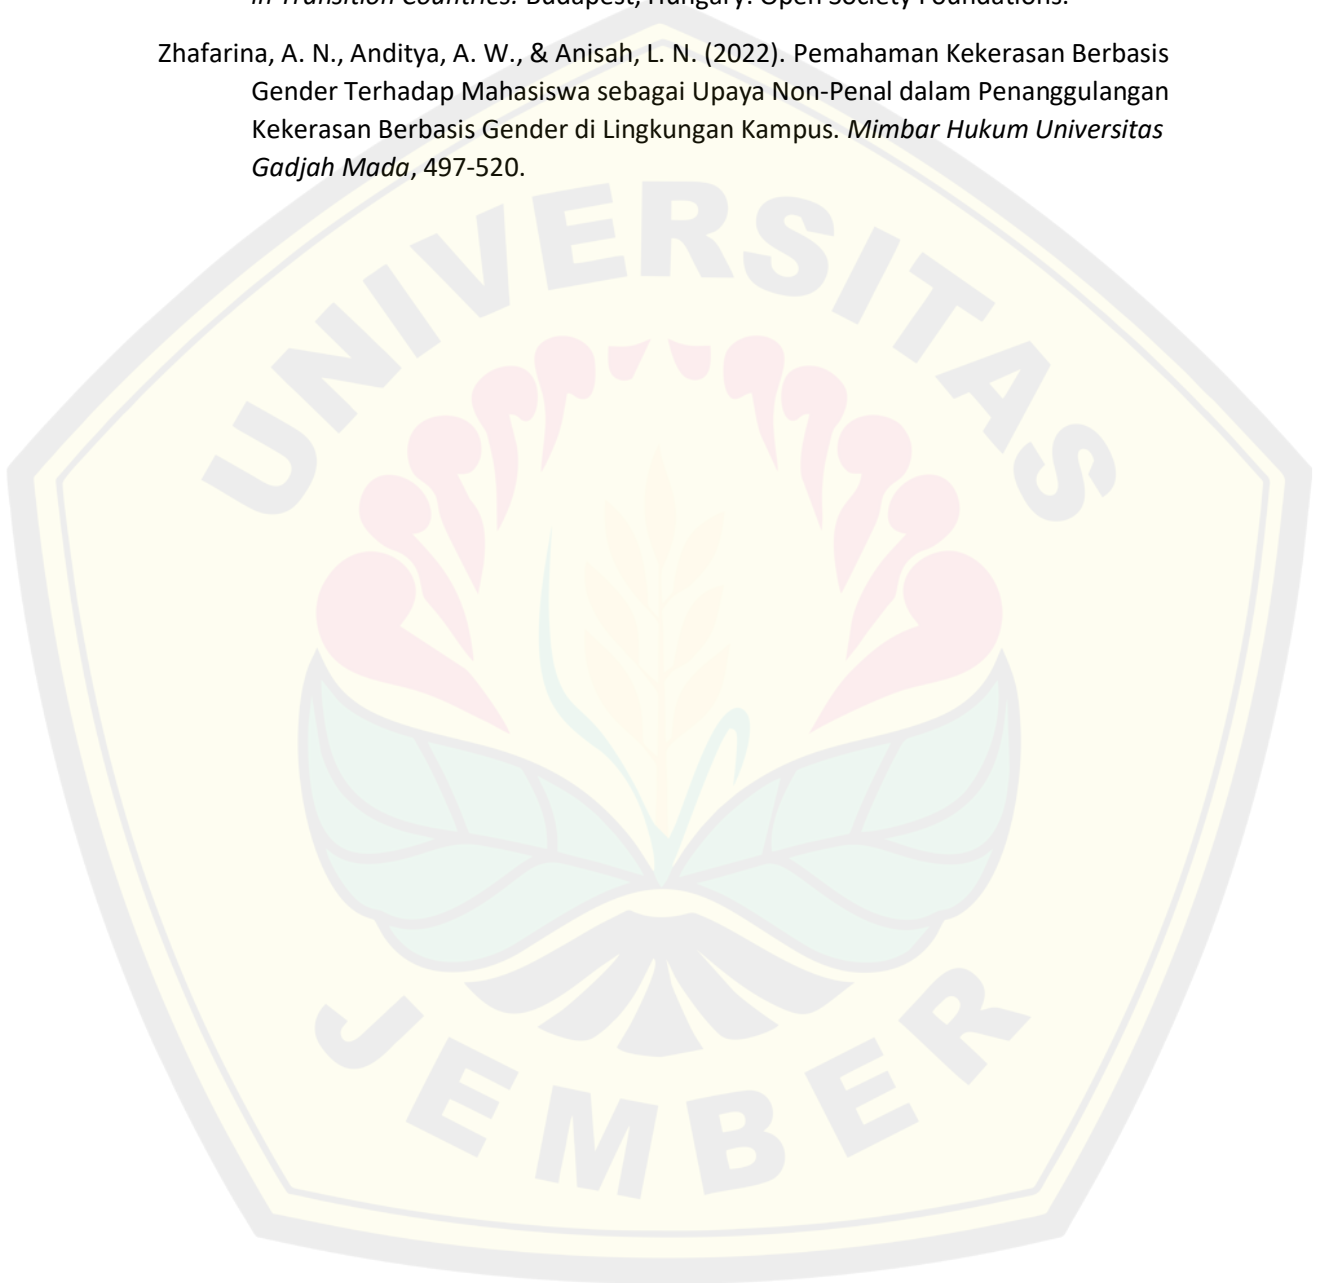 in Transition Countries. Budapest, Hungary: Open Society Foundations.
Zhafarina, A. N., Anditya, A. W., & Anisah, L. N. (2022). Pemahaman Kekerasan Berbasis
Gender Terhadap Mahasiswa sebagai Upaya Non-Penal dalam Penanggulangan
Kekerasan Berbasis Gender di Lingkungan Kampus. Mimbar Hukum Universitas
Gadjah Mada, 497-520.
UNIVERSITAS
JEMBER